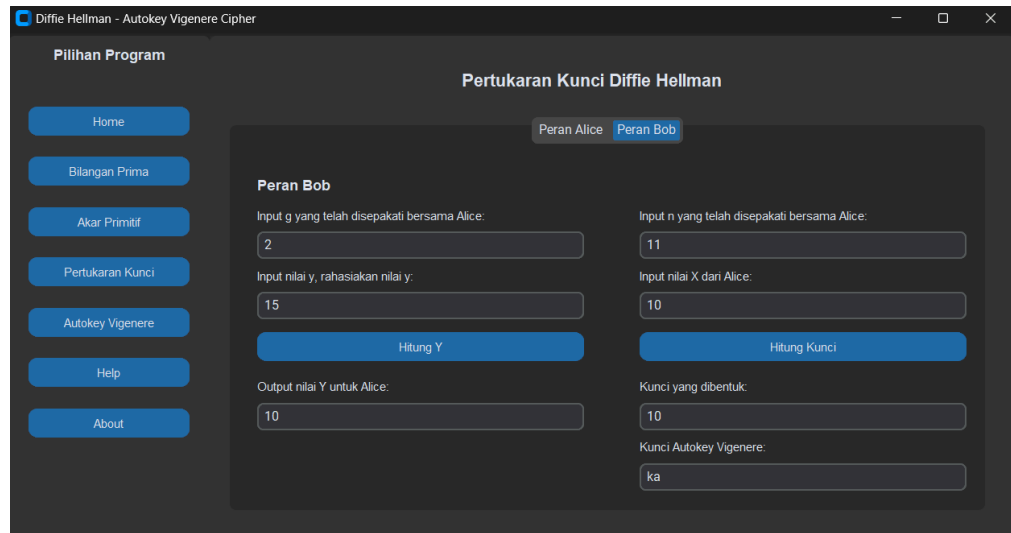 Diffie Hellman - Autokey Vigenere Cipher
Pilihan Program
Home
Bilangan Prima
Akar Primitif
Pertukaran Kunci
Autokey Vigenere
Help
About
Pertukaran Kunci Diffie Hellman
Peran Alice Peran Bob
Peran Bob
Input g yang telah disepakati bersama Alice:
2
Input n yang telah disepakati bersama Alice:
11
Input nilai y, rahasiakan nilai y:
15
Input nilai X dari Alice:
10
Hitung Y
Hitung Kunci
Output nilai Y untuk Alice:
10
Kunci yang dibentuk:
10
Kunci Autokey Vigenere:
ka